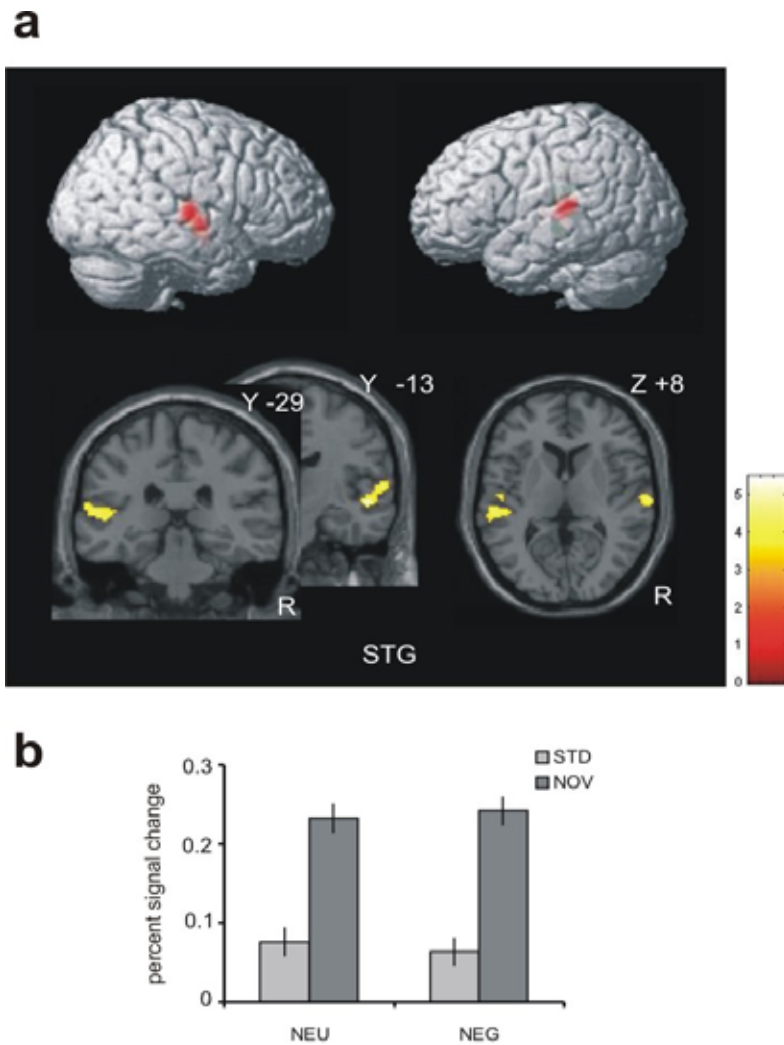 a
Y -29
Y -13
Z +8
R
R
STG
5
4
3
2
1
0
b
STD
NOV
percent signal change
0.3
0.2
0.1
0
NEU
NEG